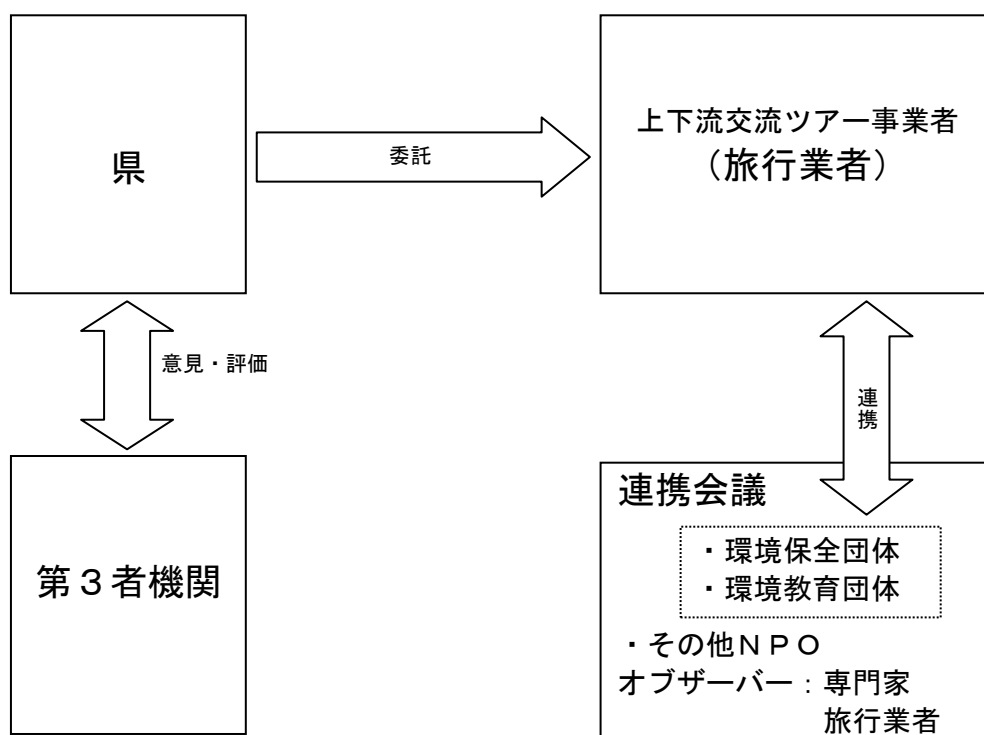 県
委託
上下流交流ツアー事業者
（旅行業者）
意見・評価
連携
第３者機関
連携会議
・環境保全団体
・環境教育団体
・その他ＮＰＯ
オブザーバー：専門家
旅行業者